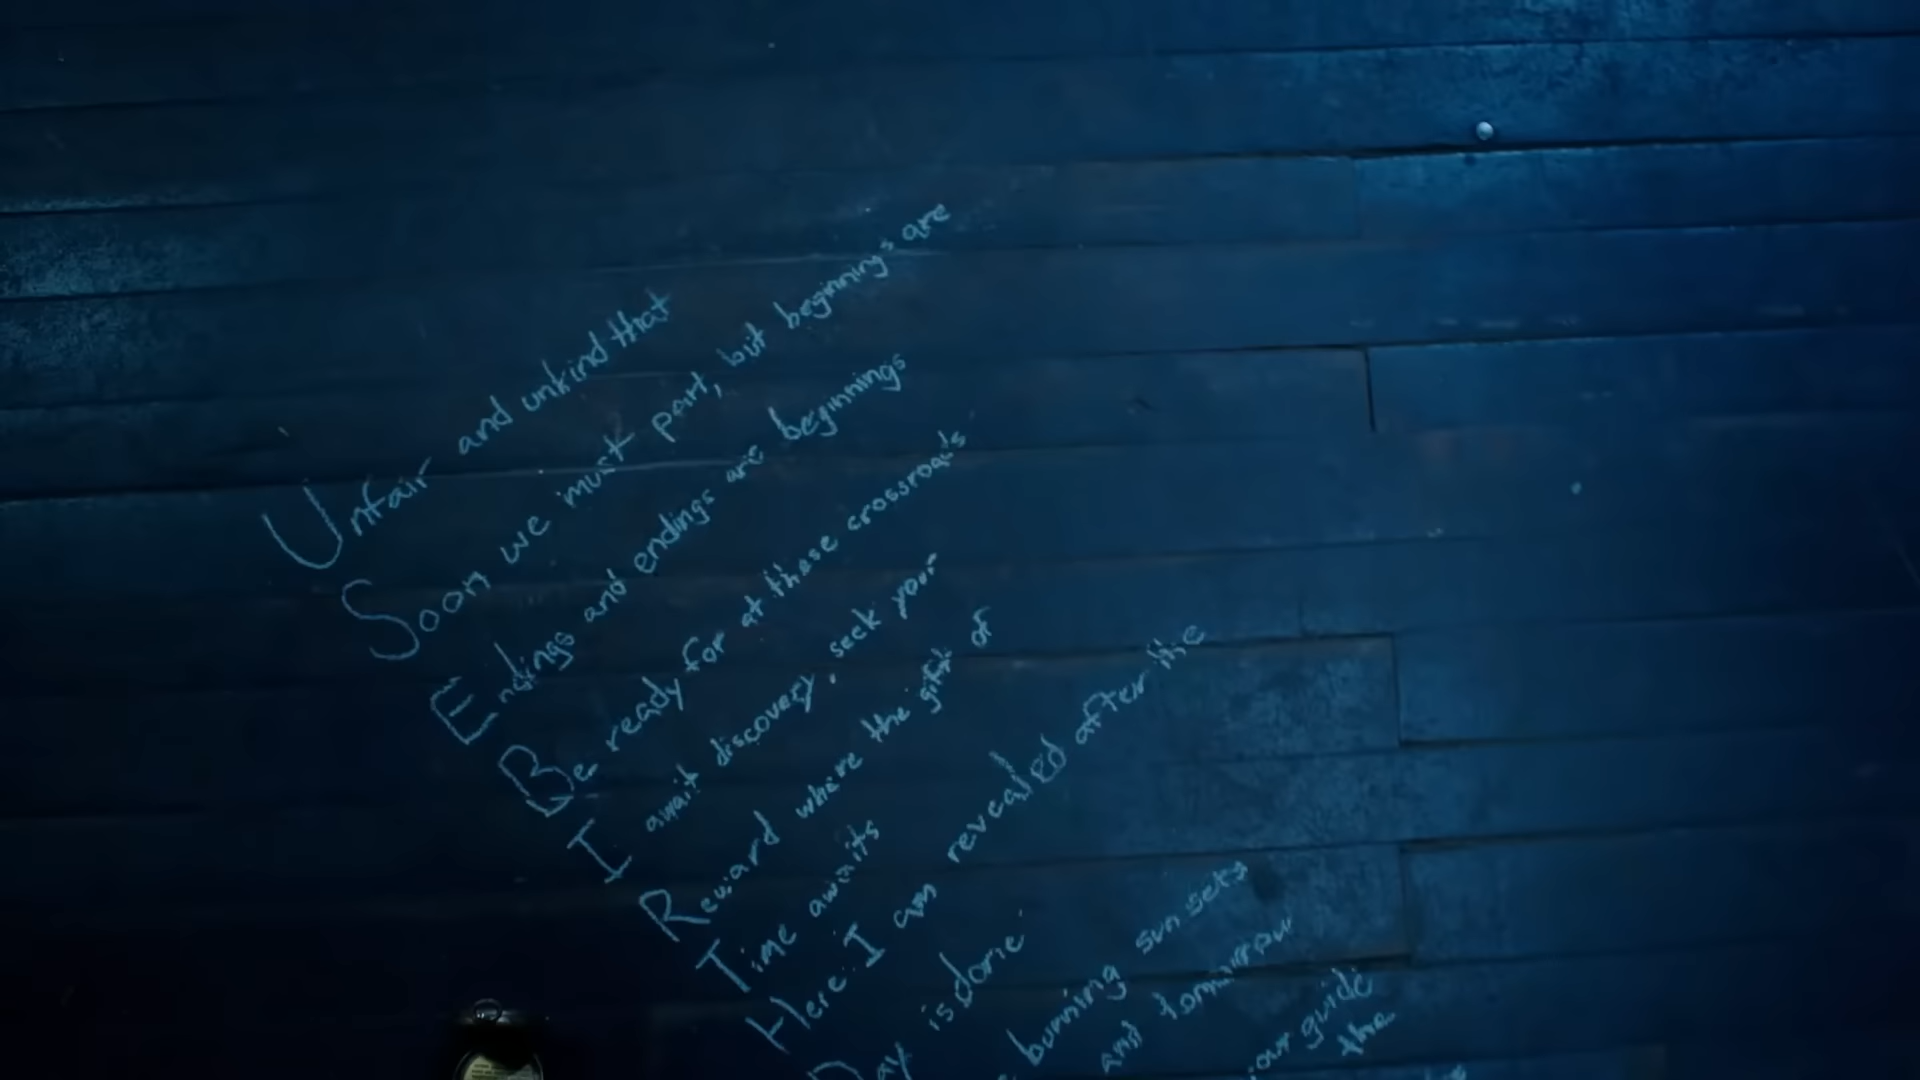 Unfair and unkind that
Soon we must part, but beginnings are
Endings and endings are beginnings
Be ready for at these crossroads
I await discovery. seek your
Reward where the gift of
Time awaits
Here I am revealed after the
Day is done.
burning sun sets
and tomorrow
your guide
the